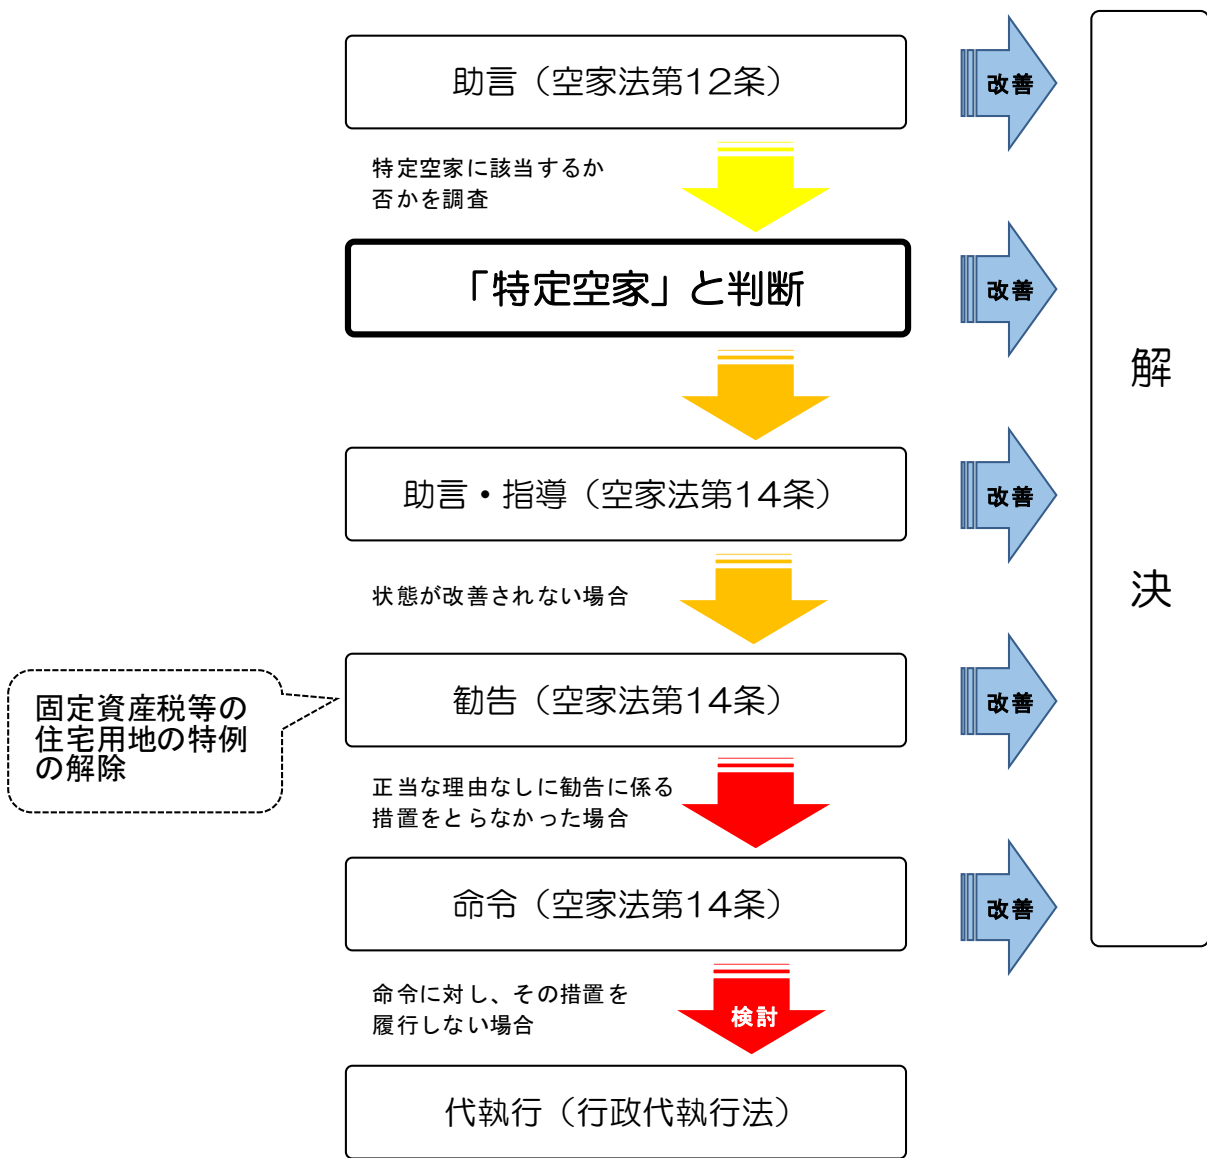 助言（空家法第12条）
改善
特定空家に該当するか
否かを調査
「特定空家」と判断
改善
助言・指導（空家法第14条）
改善
状態が改善されない場合
勧告（空家法第14条）
改善
固定資産税等の
住宅用地の特例
の解除
正当な理由なしに勧告に係る
措置をとらなかった場合
命令（空家法第14条）
改善
命令に対し、その措置を
履行しない場合
検討
代執行（行政代執行法）
解決